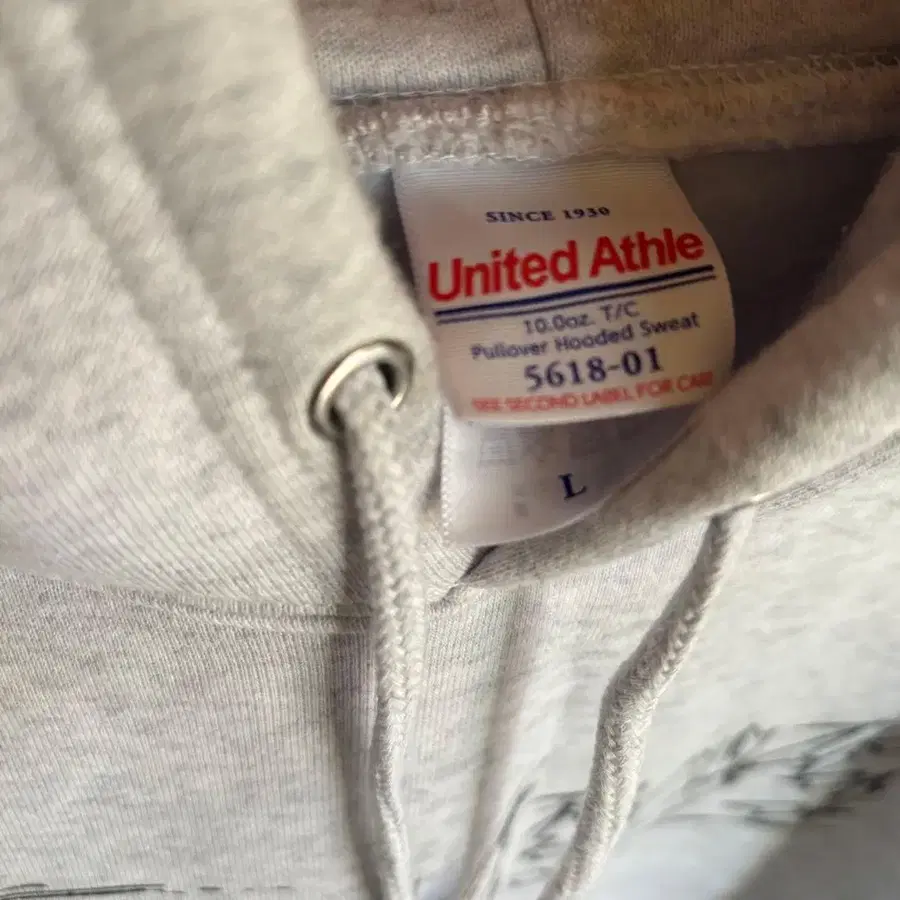 SINCE 1930
United Athle
10.0oz. T/C
Pullover Hooded Sweat
5618-01
SEE SECOND LABEL FOR CARE
L